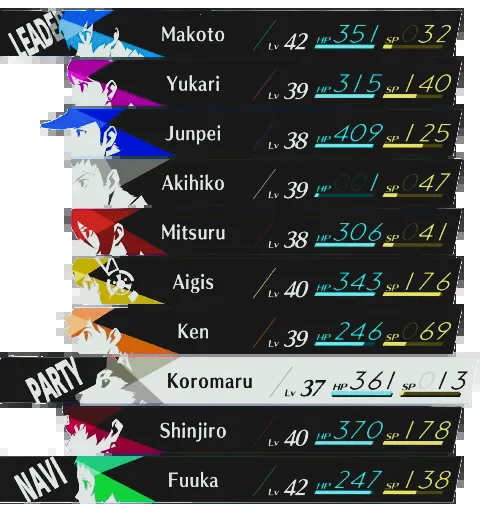 LEADER Makoto Lv 42 HP 351 SP 032
Yukari Lv 39 HP 315 SP 140
Junpei Lv 38 HP 409 SP 125
Akihiko Lv 39 HP 001 SP 047
Mitsuru Lv 38 HP 306 SP 041
Aigis Lv 40 HP 343 SP 176
Ken Lv 39 HP 246 SP 069
PARTY Koromaru Lv 37 HP 361 SP 013
Shinjiro Lv 40 HP 370 SP 178
NAVI Fuuka Lv 42 HP 247 SP 138